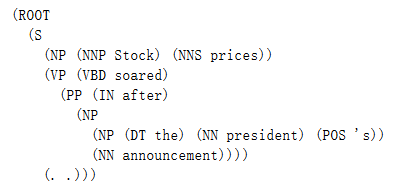 (ROOT
(S
(NP (NNP Stock) (NNS prices))
(VP (VBD soared)
(PP (IN after)
(NP
(NP (DT the) (NN president) (POS 's))
(NN announcement))))
(. .)))